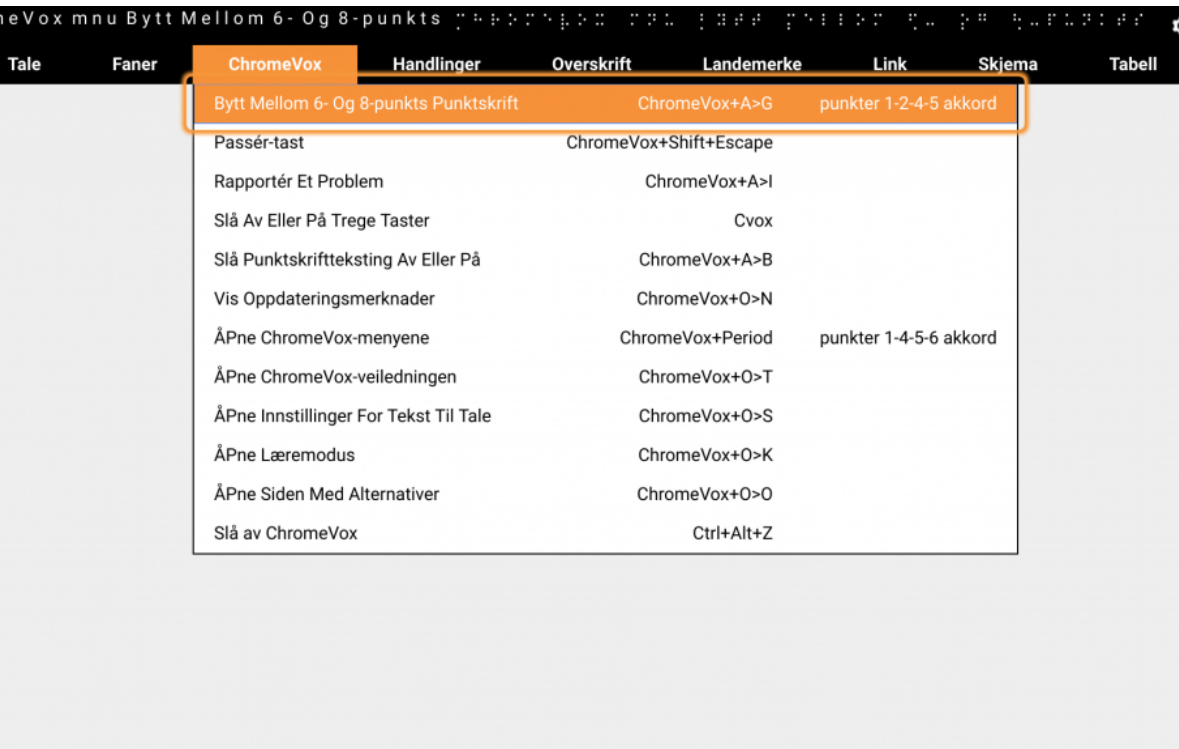 neVox mnu Bytt Mellom 6- Og 8-punkts
Tale Faner ChromeVox Handlinger Overskrift Landemerke Link Skjema Tabell
Bytt Mellom 6- Og 8-punkts Punktskrift ChromeVox+A>G punkter 1-2-4-5 akkord
Passér-tast ChromeVox+Shift+Escape
Rapportér Et Problem ChromeVox+A>I
Slå Av Eller På Trege Taster Cvox
Slå Punktskriftteksting Av Eller På ChromeVox+A>B
Vis Oppdateringsmerknader ChromeVox+O>N
ÅPne ChromeVox-menyene ChromeVox+Period punkter 1-4-5-6 akkord
ÅPne ChromeVox-veiledningen ChromeVox+O>T
ÅPne Innstillinger For Tekst Til Tale ChromeVox+O>S
ÅPne Læremodus ChromeVox+O>K
ÅPne Siden Med Alternativer ChromeVox+O>O
Slå av ChromeVox Ctrl+Alt+Z